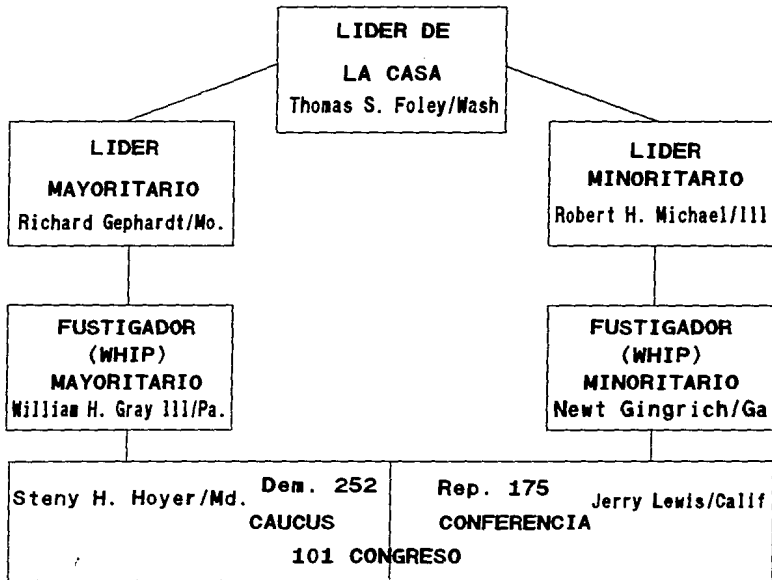 LIDER DE
LA CASA
Thomas S. Foley/Wash
LIDER
MAYORITARIO
Richard Gephardt/Mo.
LIDER
MINORITARIO
Robert H. Michael/Ill
FUSTIGADOR
(WHIP)
MAYORITARIO
William H. Gray lll/Pa.
FUSTIGADOR
(WHIP)
MINORITARIO
Newt Gingrich/Ga
Steny H. Hoyer/Md. Dem. 252
CAUCUS
Rep. 175 Jerry Lewis/Calif
CONFERENCIA
101 CONGRESO